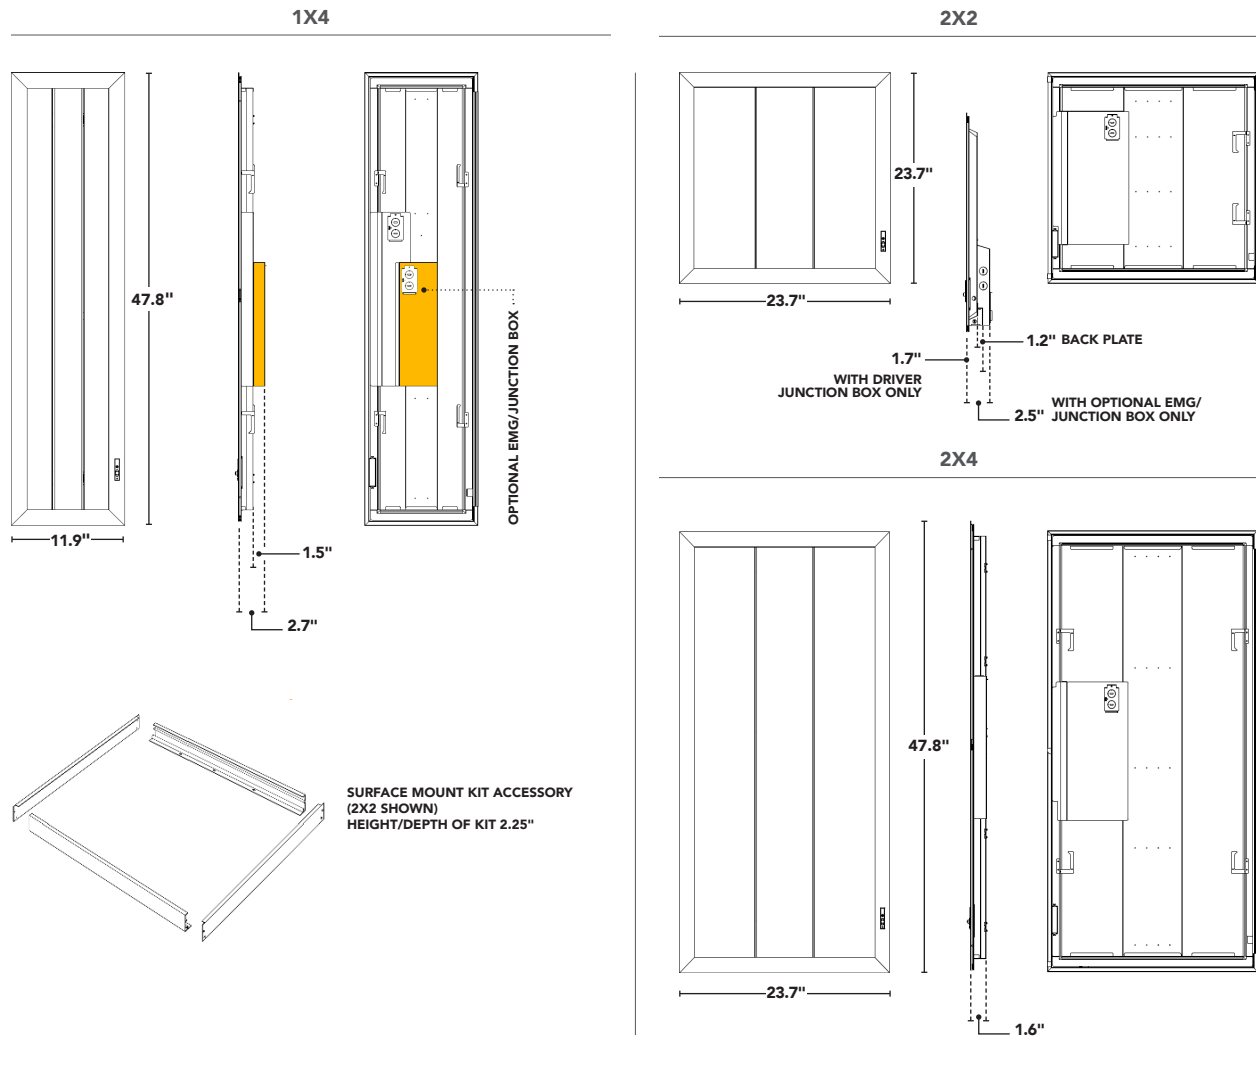 1X4
47.8"
11.9"
1.5"
2.7"
OPTIONAL EMG/JUNCTION BOX
SURFACE MOUNT KIT ACCESSORY
(2X2 SHOWN)
HEIGHT/DEPTH OF KIT 2.25"
2X2
23.7"
23.7"
1.2" BACK PLATE
1.7"
WITH DRIVER
JUNCTION BOX ONLY
2.5" WITH OPTIONAL EMG/
JUNCTION BOX ONLY
2X4
47.8"
23.7"
1.6"